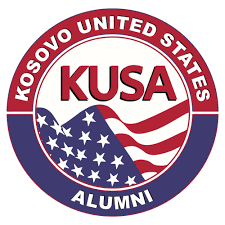 KOSOVO UNITED STATES
KUSA
ALUMNI